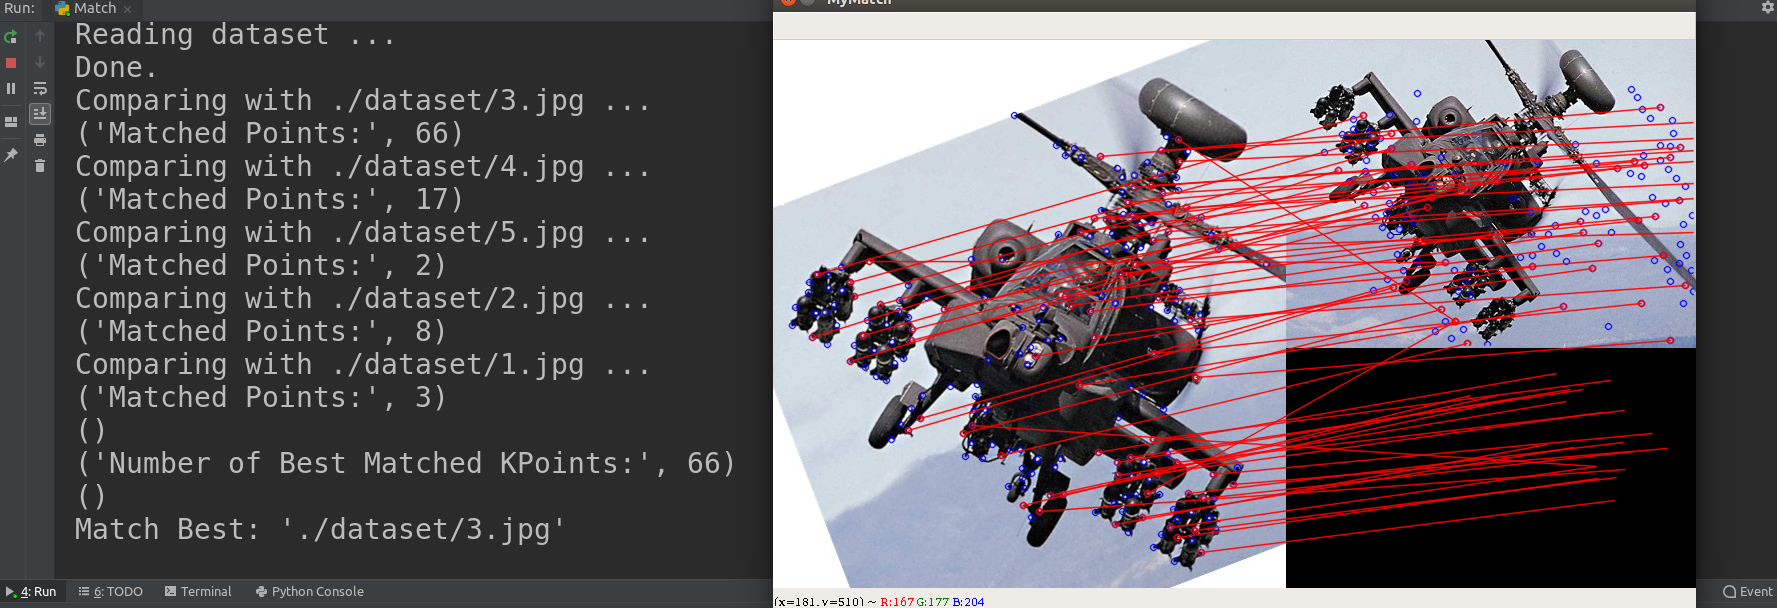 Run:
Match
MyMatch
Reading dataset ...
Done.
Comparing with ./dataset/3.jpg ...
('Matched Points:', 66)
Comparing with ./dataset/4.jpg ...
('Matched Points:', 17)
Comparing with ./dataset/5.jpg ...
('Matched Points:', 2)
Comparing with ./dataset/2.jpg ...
('Matched Points:', 8)
Comparing with ./dataset/1.jpg ...
('Matched Points:', 3)
()
('Number of Best Matched KPoints:', 66)
()
Match Best: './dataset/3.jpg'
4: Run
6: TODO
Terminal
Python Console
(x=181, y=510) ~ R:167 G:177 B:204
Event